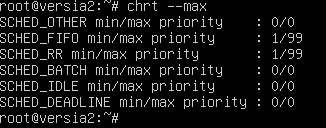 root@versia2:~# chrt --max
SCHED_OTHER min/max priority    : 0/0
SCHED_FIFO min/max priority     : 1/99
SCHED_RR min/max priority       : 1/99
SCHED_BATCH min/max priority    : 0/0
SCHED_IDLE min/max priority     : 0/0
SCHED_DEADLINE min/max priority : 0/0
root@versia2:~#